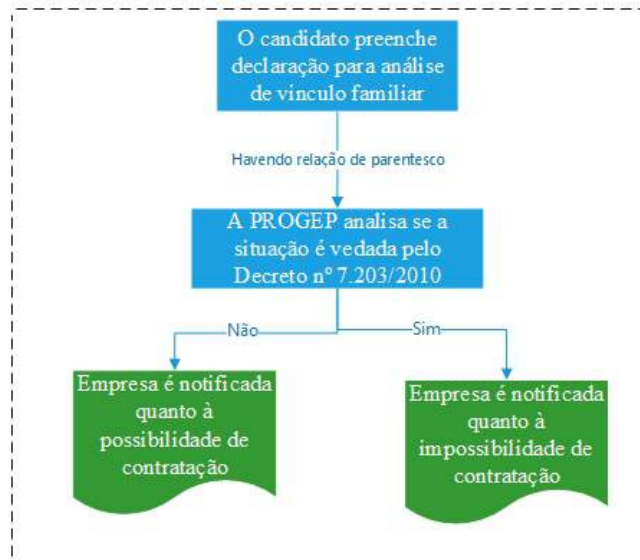 O candidato preenche
declaração para análise
de vínculo familiar
Havendo relação de parentesco
A PROGEP analisa se a
situação é vedada pelo
Decreto nº 7.203/2010
Não
Sim
Empresa é notificada
quanto à
possibilidade de
contratação
Empresa é notificada
quanto à
impossibilidade de
contratação